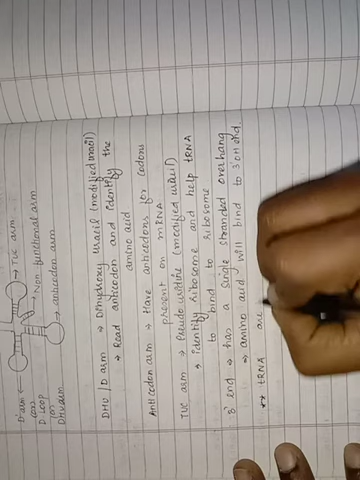 TψC arm
D'arm
(or)
D loop
(or)
DHU arm
Non functional arm
anticodon arm
DHU/D arm → Dihydroxy uracil (modified uracil)
→ Read anticodon and identify the
amino acid
Anticodon arm → Have anticodons for codons
present on mRNA
TψC arm → Pseudouridine (modified uracil)
→ identify ribosome and help tRNA
to bind to ribosome
3' end → has a single stranded overhang
→ amino acid will bind to 3'OH end.
** tRNA are